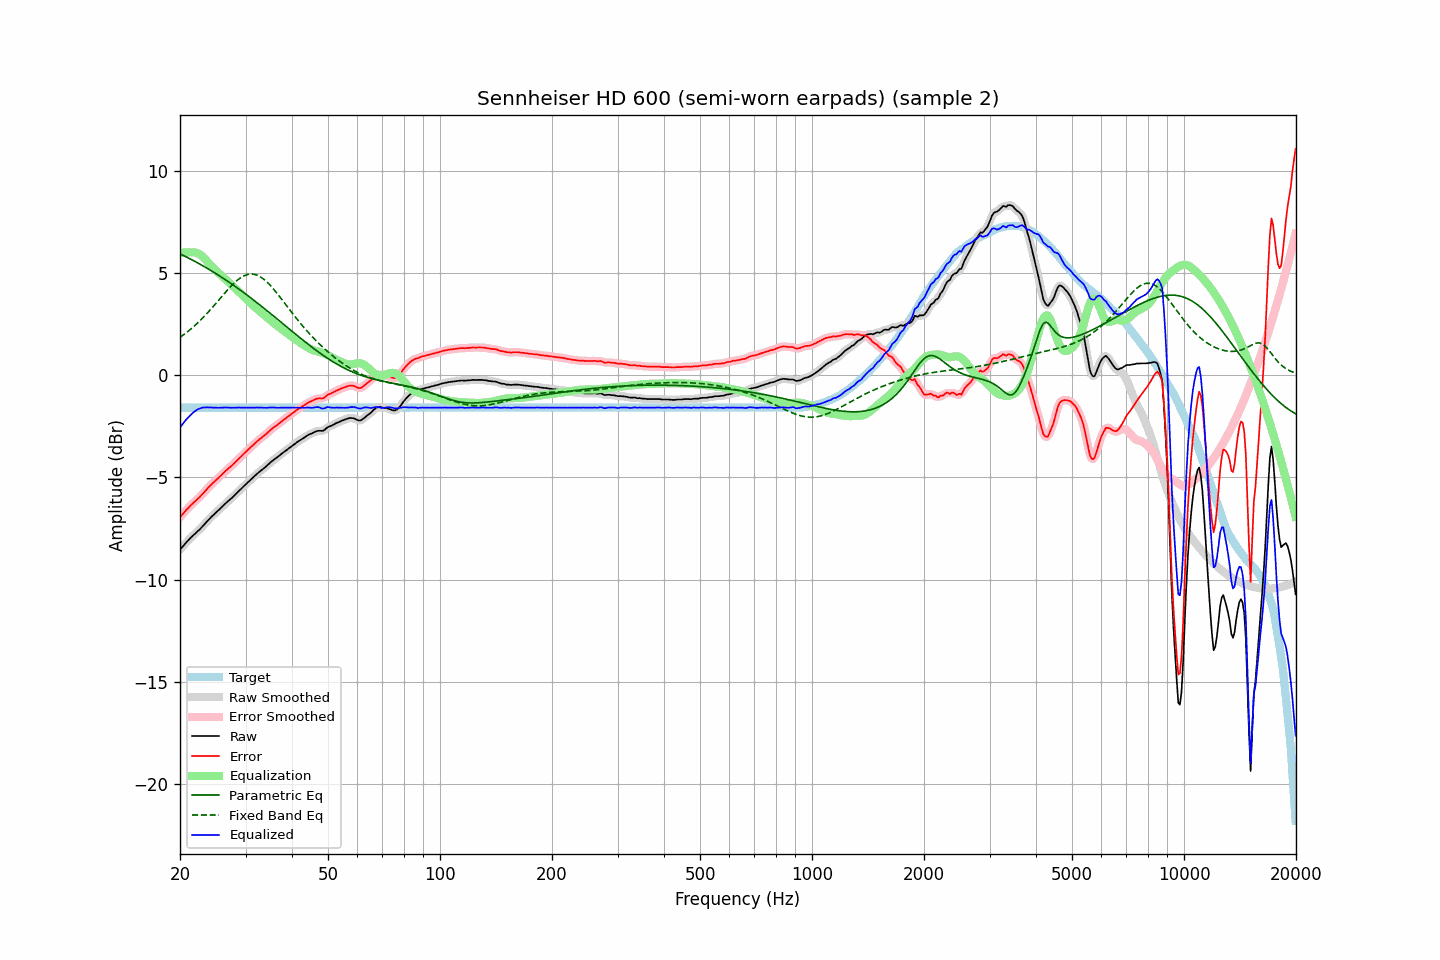 Sennheiser HD 600 (semi-worn earpads) (sample 2)
Amplitude (dBr)
10
5
0
−5
−10
−15
−20
Target
Raw Smoothed
Error Smoothed
Raw
Error
Equalization
Parametric Eq
Fixed Band Eq
Equalized
20 50 100 200 500 1000 2000 5000 10000 20000
Frequency (Hz)